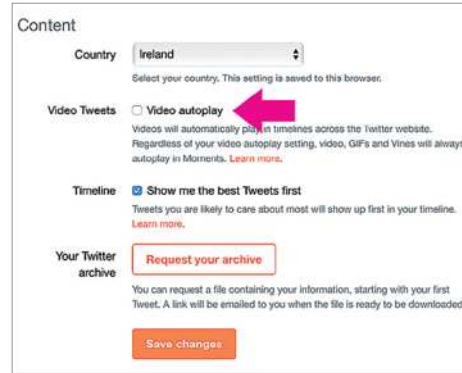 Content
Country Ireland
Select your country. This setting is saved to this browser.
Video Tweets Video autoplay
Videos will automatically play in timelines across the Twitter website.
Regardless of your video autoplay setting, video, GIFs and Vines will always
autoplay in Moments. Learn more.
Timeline Show me the best Tweets first
Tweets you are likely to care about most will show up first in your timeline.
Learn more.
Your Twitter
archive
Request your archive
You can request a file containing your information, starting with your first
Tweet. A link will be emailed to you when the file is ready to be downloaded
Save changes